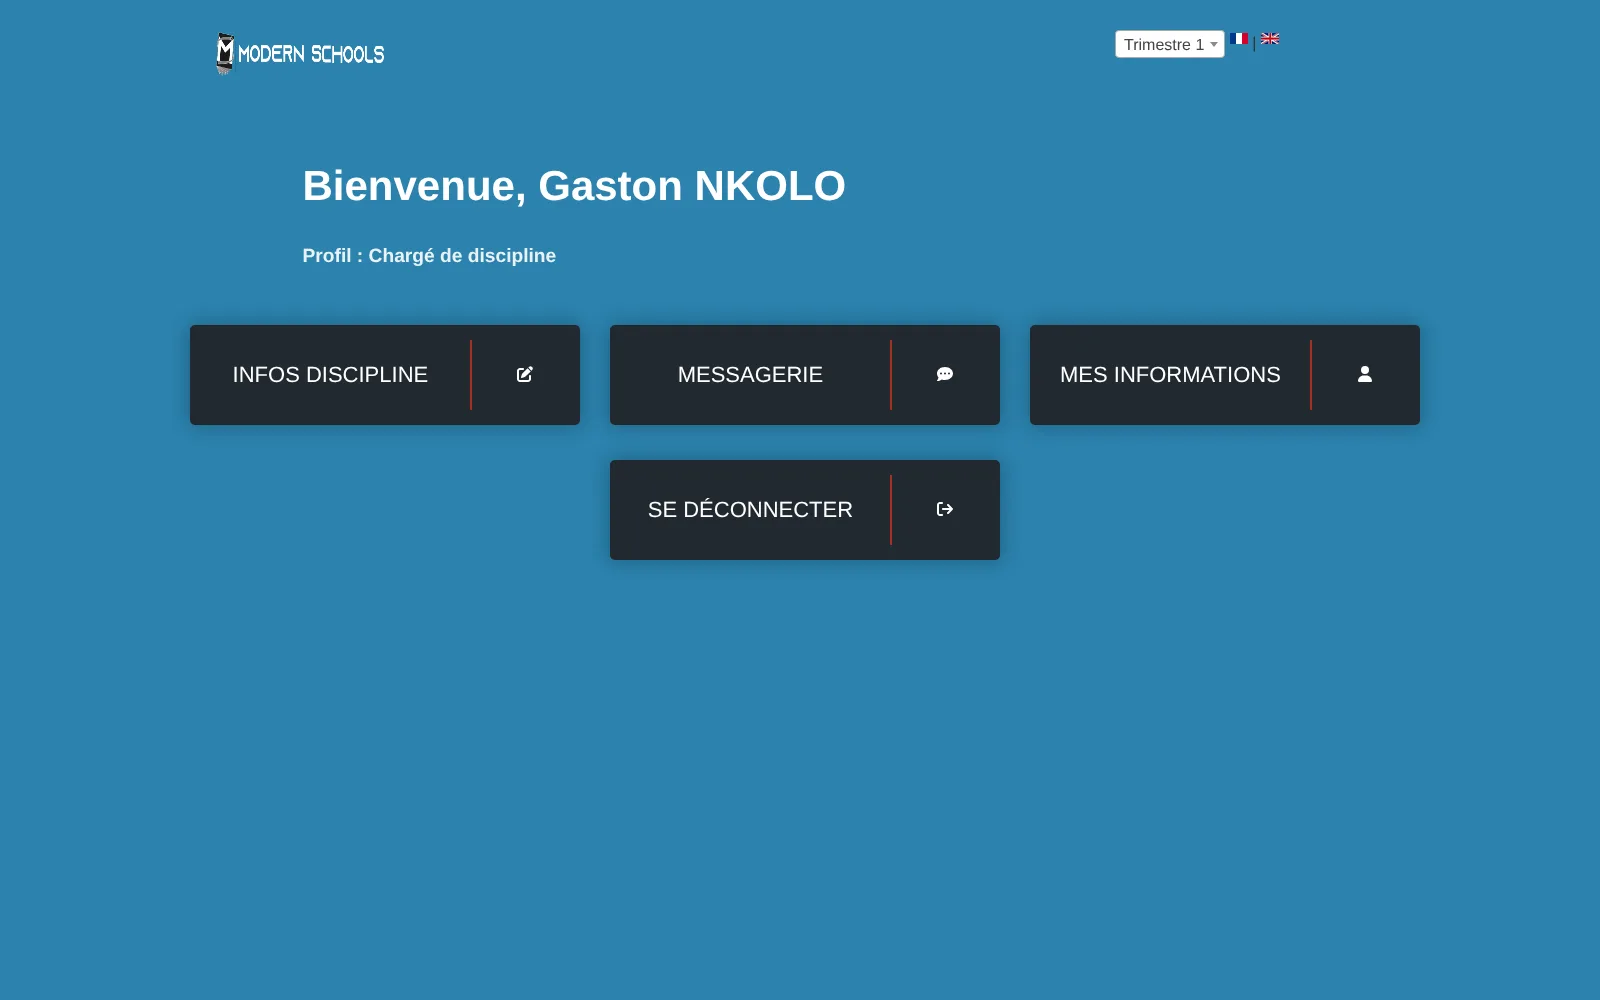 MODERN SCHOOLS
Trimestre 1
|
Bienvenue, Gaston NKOLO
Profil : Chargé de discipline
INFOS DISCIPLINE
MESSAGERIE
MES INFORMATIONS
SE DÉCONNECTER